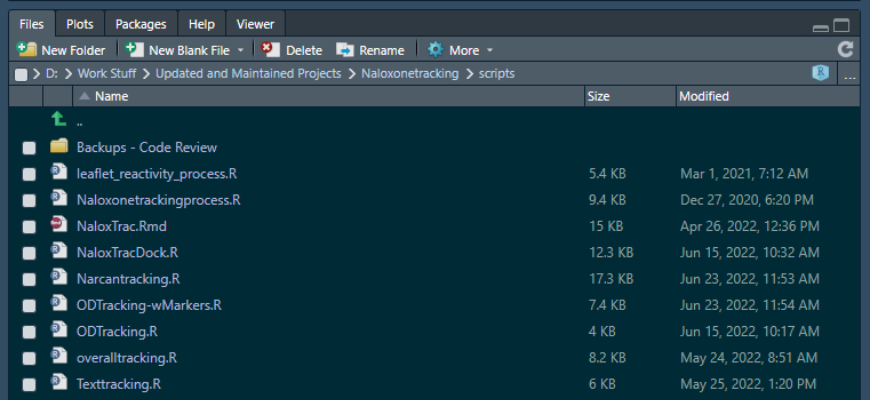 Files Plots Packages Help Viewer
New Folder New Blank File Delete Rename More
D: Work Stuff Updated and Maintained Projects Naloxonetracking scripts R ...
Name Size Modified
..
Backups - Code Review
leaflet_reactivity_process.R 5.4 KB Mar 1, 2021, 7:12 AM
Naloxonetrackingprocess.R 9.4 KB Dec 27, 2020, 6:20 PM
NaloxTrac.Rmd 15 KB Apr 26, 2022, 12:36 PM
NaloxTracDock.R 12.3 KB Jun 15, 2022, 10:32 AM
Narcantracking.R 17.3 KB Jun 23, 2022, 11:53 AM
ODTracking-wMarkers.R 7.4 KB Jun 23, 2022, 11:54 AM
ODTracking.R 4 KB Jun 15, 2022, 10:17 AM
overalltracking.R 8.2 KB May 24, 2022, 8:51 AM
Texttracking.R 6 KB May 25, 2022, 1:20 PM